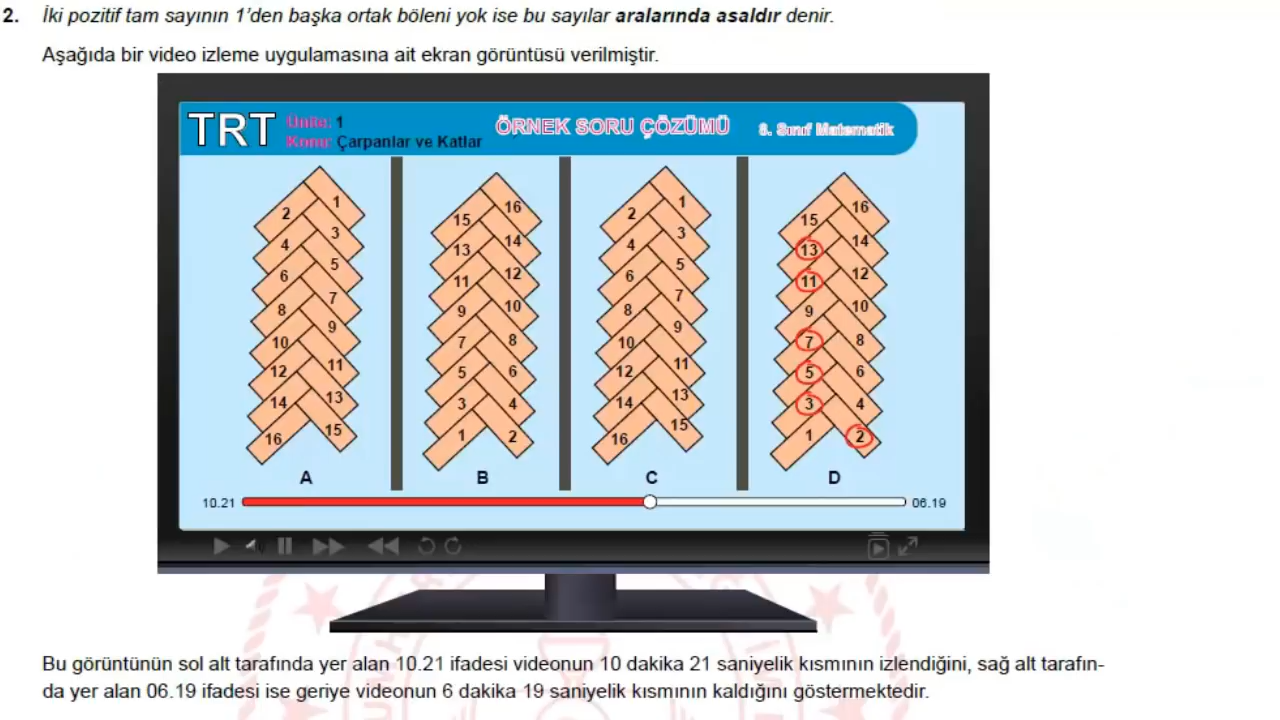 2. İki pozitif tam sayının 1’den başka ortak böleni yok ise bu sayılar aralarında asaldır denir.
Aşağıda bir video izleme uygulamasına ait ekran görüntüsü verilmiştir.
TRT
Ünite: 1
Konu: Çarpanlar ve Katlar
ÖRNEK SORU ÇÖZÜMÜ
8. Sınıf Matematik
2 1
4 3
6 5
8 7
10 9
12 11
14 13
16 15
A
15 16
13 14
11 12
9 10
7 8
5 6
3 4
1 2
B
2 1
4 3
6 5
8 7
10 9
12 11
14 13
16 15
C
15 16
13 14
11 12
9 10
7 8
5 6
3 4
1 2
D
10.21 06.19
Bu görüntünün sol alt tarafında yer alan 10.21 ifadesi videonun 10 dakika 21 saniyelik kısmının izlendiğini, sağ alt tarafın-
da yer alan 06.19 ifadesi ise geriye videonun 6 dakika 19 saniyelik kısmının kaldığını göstermektedir.